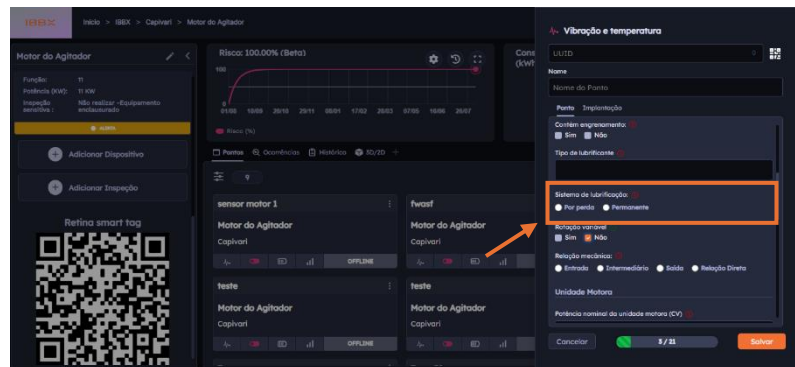 IBBX
Início > IBBX > Capivari > Motor do Agitador
Motor do Agitador
Função: 11
Potência (KW): 11 KW
Inspeção sensitiva : Não realizar -Equipamento enclausurado
Adicionar Dispositivo
Adicionar Inspeção
Retina smart tag
Risco: 100.00% (Beta)
100
0
Risco (%)
Cons
(kWh
Pontos Ocorrências Histórico 3D/2D +
sensor motor 1
Motor do Agitador
Capivari
OFFLINE
fwasf
Motor do Agitador
Capivari
teste
Motor do Agitador
Capivari
OFFLINE
teste
Motor do Agitador
Capivari
Vibração e temperatura
UUID
Nome
Nome do Ponto
Ponto Implantação
Contém engrenamento:
Sim Não
Tipo de lubrificante
Sistema de lubrificação:
Por perda Permanente
Rotação variável
Sim Não
Relação mecânica:
Entrada Intermediário Saída Relação Direta
Unidade Motora
Potência nominal da unidade motora (CV)
Cancelar 3 / 21 Salvar